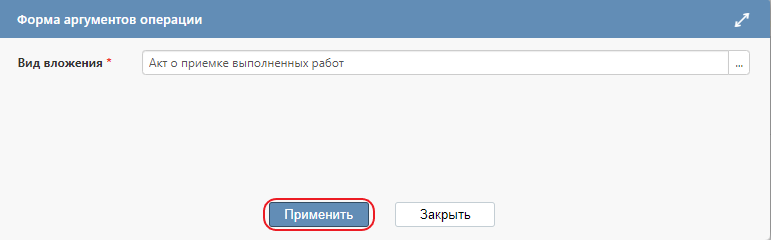 Форма аргументов операции
Вид вложения * Акт о приемке выполненных работ ...
Применить Закрыть